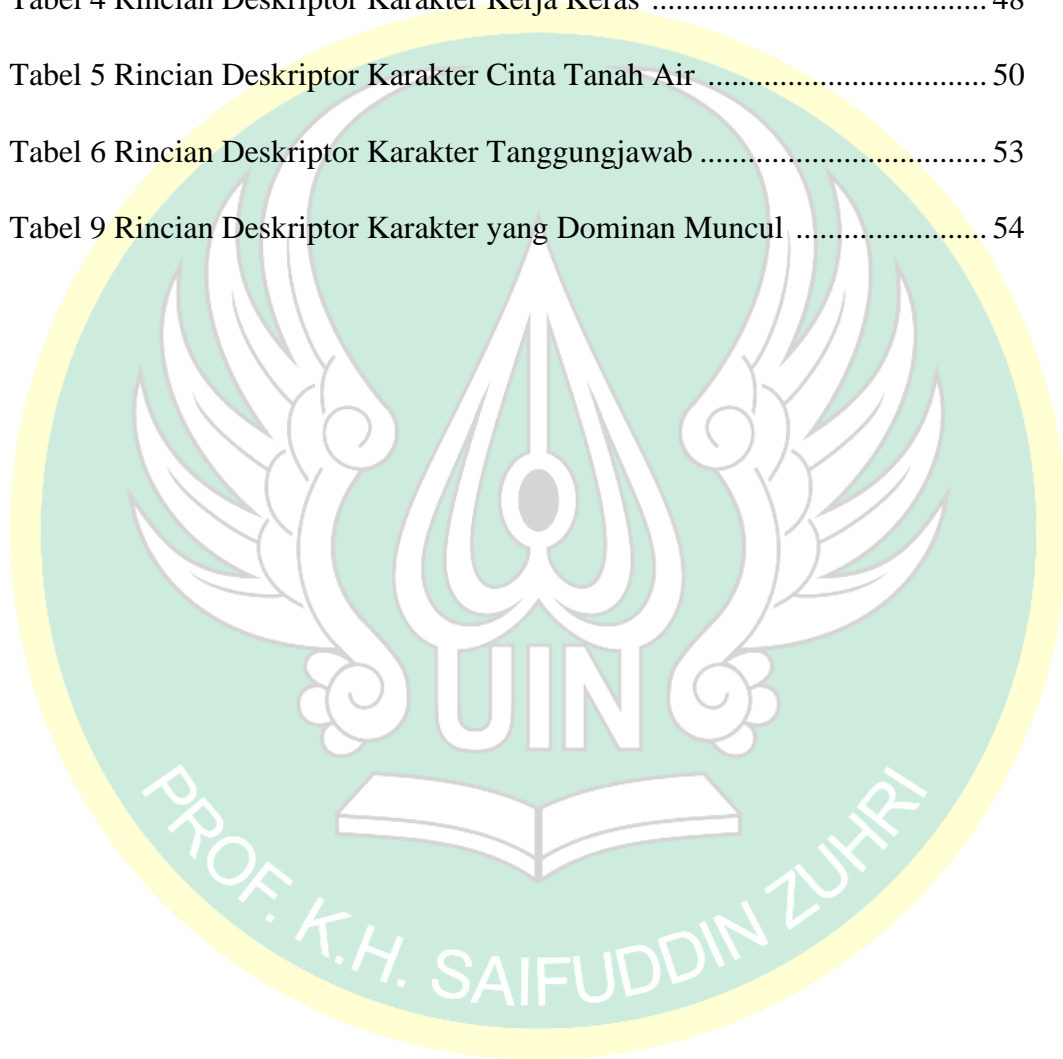 Tabel 4 Rincian Deskriptor Karakter Kerja Keras ..................................... 48
Tabel 5 Rincian Deskriptor Karakter Cinta Tanah Air ............................... 50
Tabel 6 Rincian Deskriptor Karakter Tanggungjawab ................................ 53
Tabel 9 Rincian Deskriptor Karakter yang Dominan Muncul ..................... 54
UIN
PROF. K.H. SAIFUDDIN ZUHRI